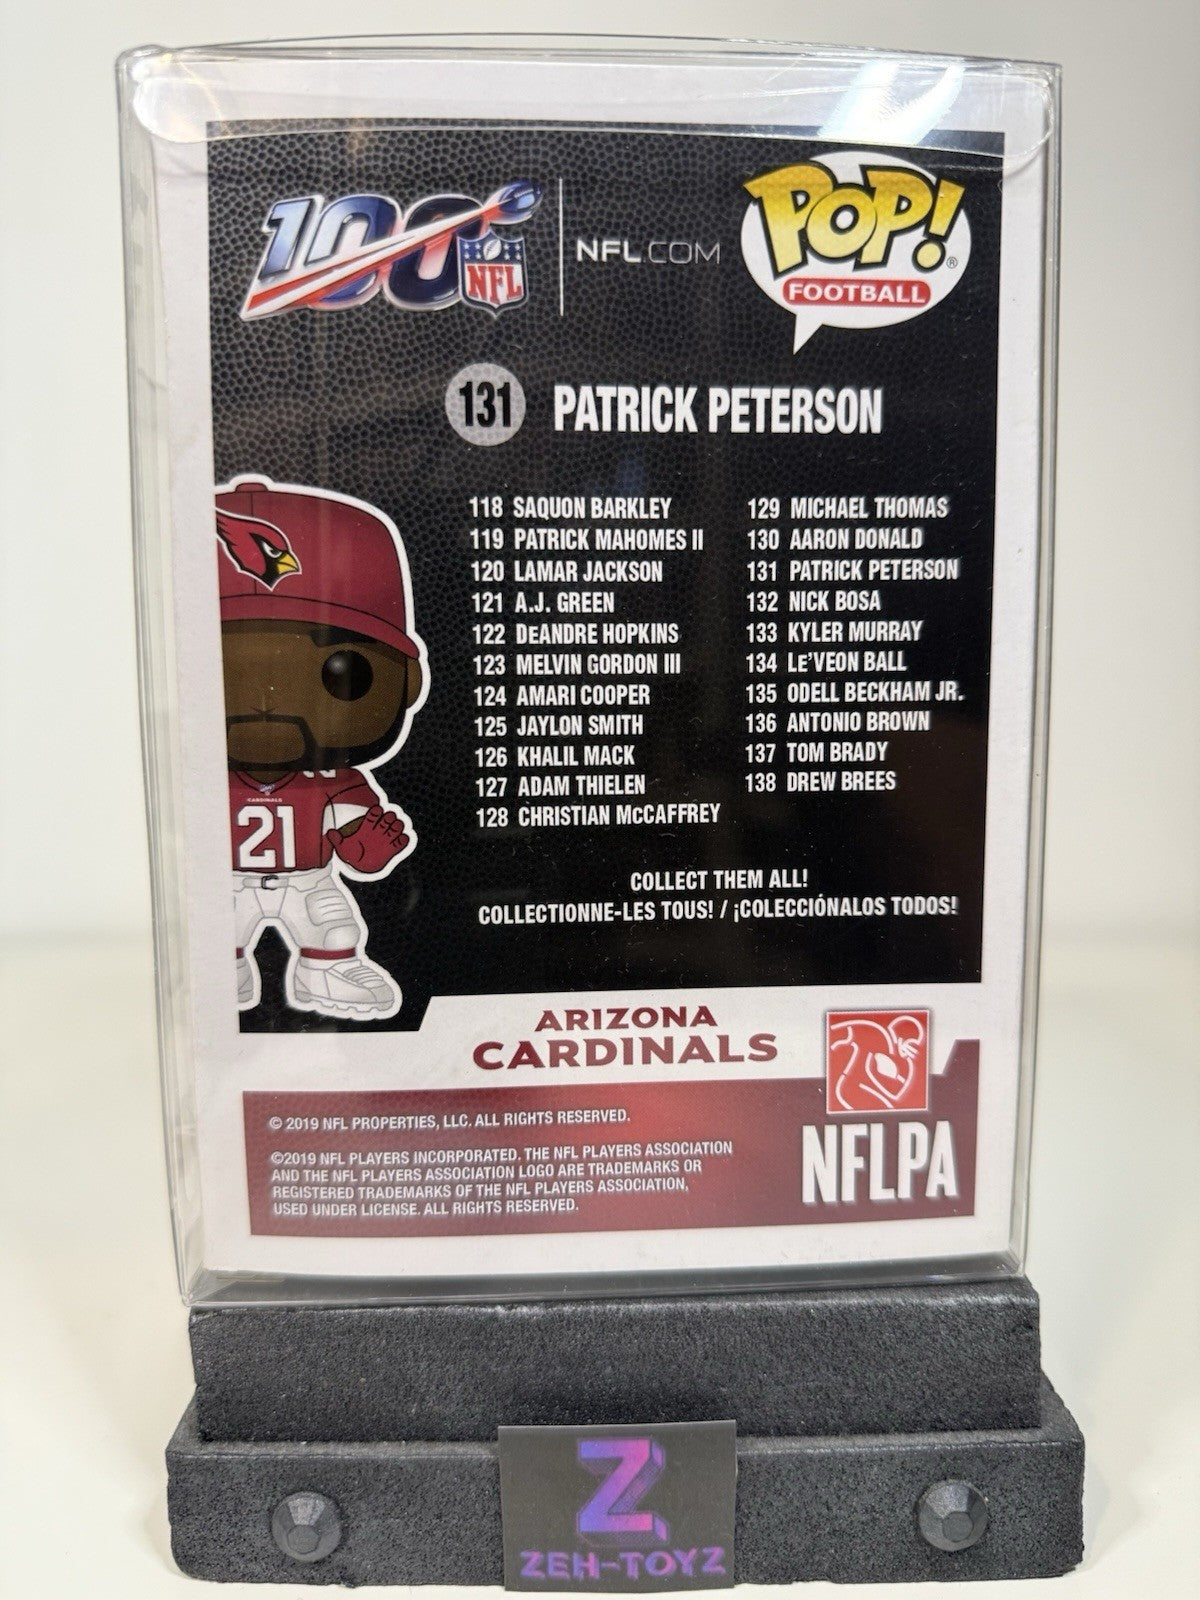 100
NFL
NFL.COM
POP!®
FOOTBALL
131 PATRICK PETERSON
118 SAQUON BARKLEY
119 PATRICK MAHOMES II
120 LAMAR JACKSON
121 A.J. GREEN
122 DeANDRE HOPKINS
123 MELVIN GORDON III
124 AMARI COOPER
125 JAYLON SMITH
126 KHALIL MACK
127 ADAM THIELEN
128 CHRISTIAN McCAFFREY
129 MICHAEL THOMAS
130 AARON DONALD
131 PATRICK PETERSON
132 NICK BOSA
133 KYLER MURRAY
134 LE'VEON BALL
135 ODELL BECKHAM JR.
136 ANTONIO BROWN
137 TOM BRADY
138 DREW BREES
CARDINALS
21
COLLECT THEM ALL!
COLLECTIONNE-LES TOUS! / ¡COLECCIÓNALOS TODOS!
ARIZONA
CARDINALS
© 2019 NFL PROPERTIES, LLC. ALL RIGHTS RESERVED.
©2019 NFL PLAYERS INCORPORATED. THE NFL PLAYERS ASSOCIATION
AND THE NFL PLAYERS ASSOCIATION LOGO ARE TRADEMARKS OR
REGISTERED TRADEMARKS OF THE NFL PLAYERS ASSOCIATION,
USED UNDER LICENSE. ALL RIGHTS RESERVED.
NFLPA
Z
ZEH-TOYZ